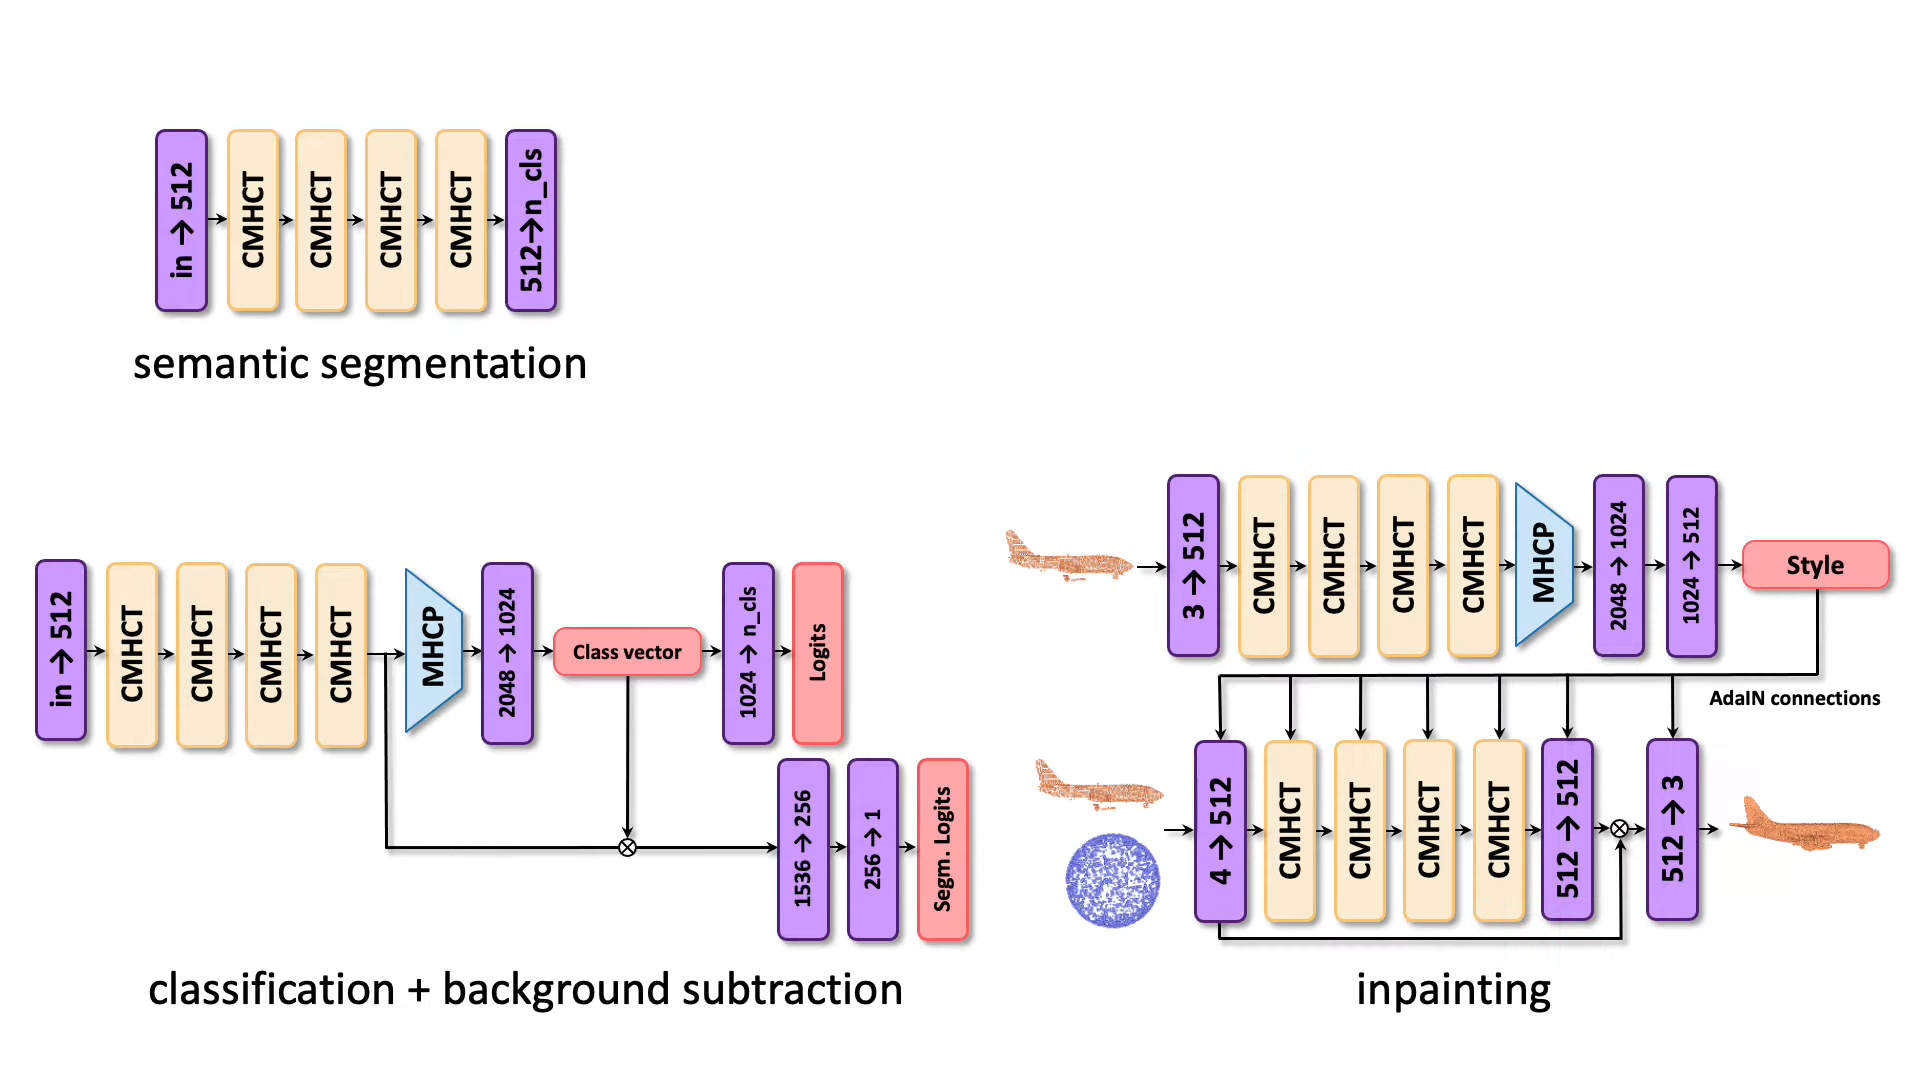 in → 512
CMHCT
CMHCT
CMHCT
CMHCT
512→n_cls
semantic segmentation
in → 512
CMHCT
CMHCT
CMHCT
CMHCT
MHCP
2048 → 1024
Class vector
1024 → n_cls
Logits
1536 → 256
256 → 1
Segm. Logits
classification + background subtraction
3 → 512
CMHCT
CMHCT
CMHCT
CMHCT
MHCP
2048 → 1024
1024 → 512
Style
AdaIN connections
4 → 512
CMHCT
CMHCT
CMHCT
CMHCT
512 → 512
512 → 3
inpainting